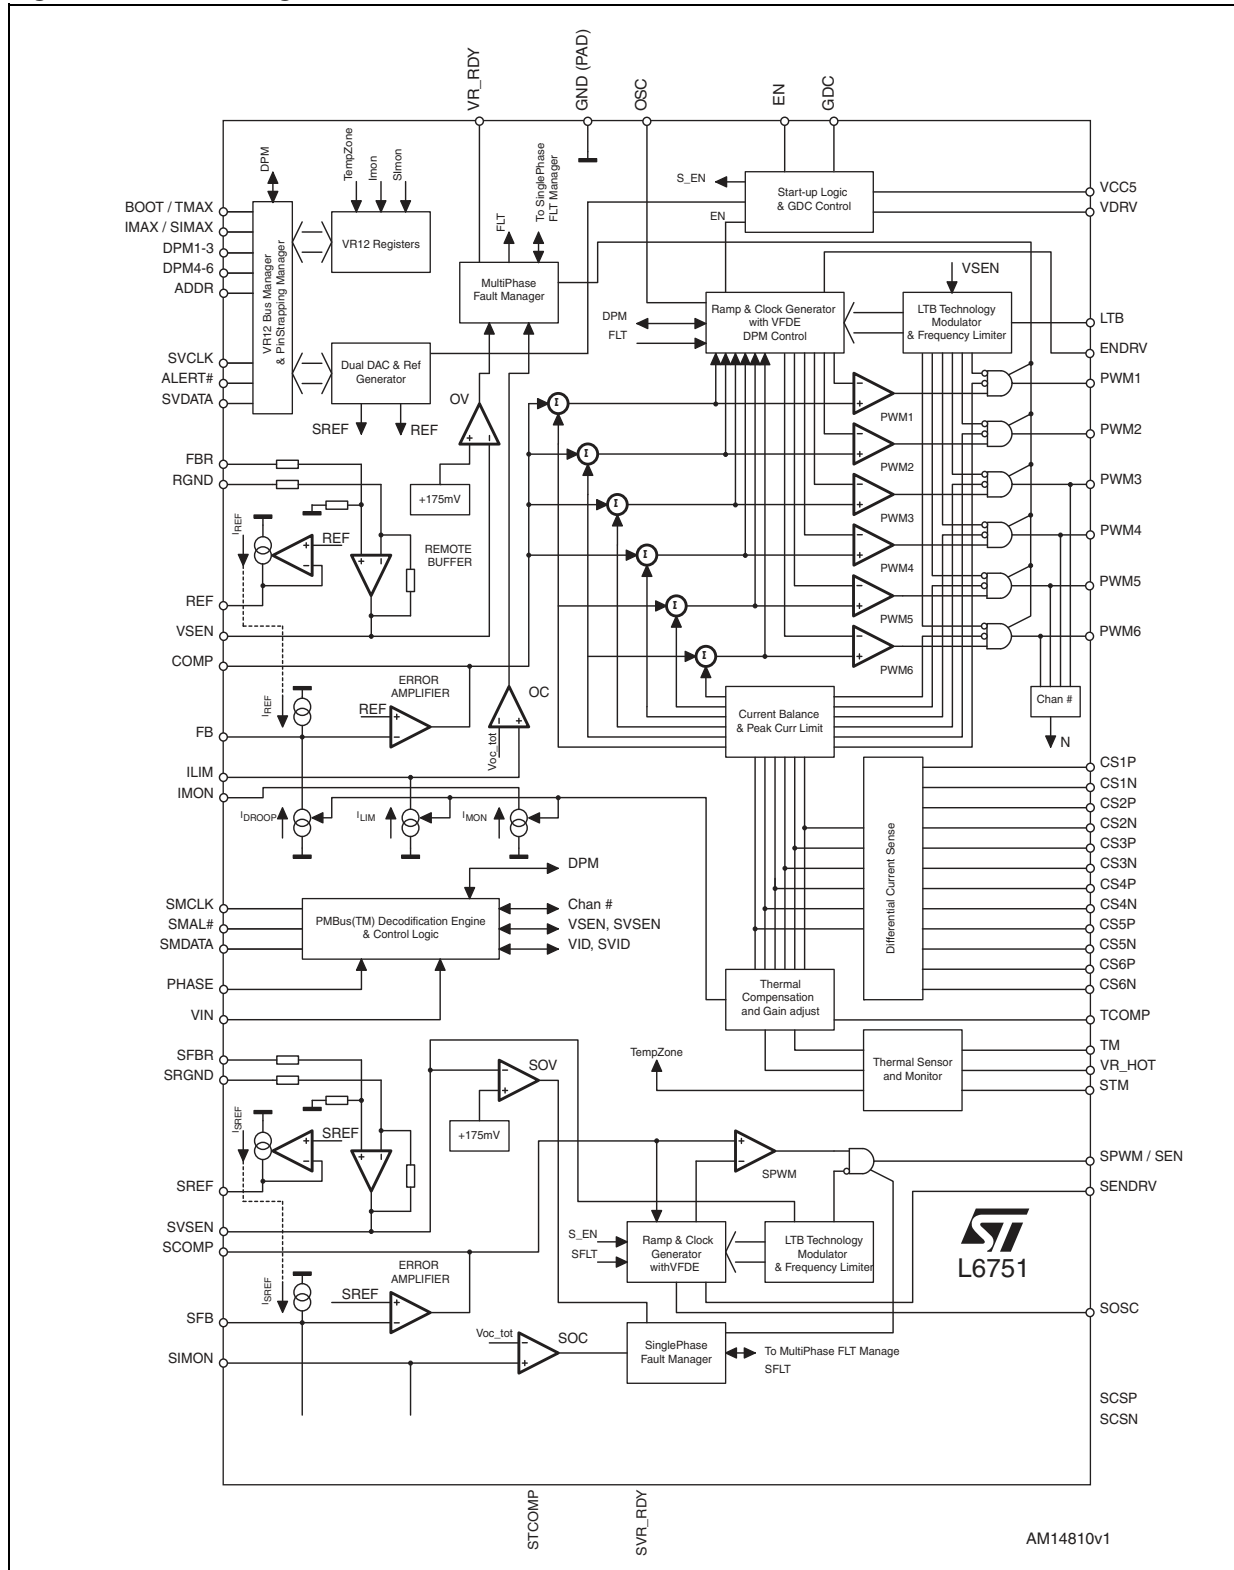 VR_RDY
GND (PAD)
OSC
EN
GDC
DPM
TempZone
Imon
SImon
To SinglePhase
FLT Manager
FLT
S_EN
Start-up Logic
& GDC Control
VCC5
VDRV
EN
BOOT / TMAX
IMAX / SIMAX
DPM1-3
DPM4-6
ADDR
SVCLK
ALERT#
SVDATA
VR12 Bus Manager
& PinStrapping Manager
VR12 Registers
Dual DAC & Ref
Generator
SREF
REF
MultiPhase
Fault Manager
OV
+175mV
DPM
FLT
Ramp & Clock Generator
with VFDE
DPM Control
VSEN
LTB Technology
Modulator
& Frequency Limiter
LTB
ENDRV
PWM1
PWM2
PWM3
PWM4
PWM5
PWM6
PWM1
PWM2
PWM3
PWM4
PWM5
PWM6
I
I
I
I
I
I
Chan #
N
FBR
RGND
IREF
REF
REMOTE
BUFFER
REF
VSEN
COMP
ERROR
AMPLIFIER
REF
IREF
OC
Voc_tot
FB
ILIM
IMON
IDROOP
ILIM
IMON
Current Balance
& Peak Curr Limit
Differential Current Sense
CS1P
CS1N
CS2P
CS2N
CS3P
CS3N
CS4P
CS4N
CS5P
CS5N
CS6P
CS6N
DPM
SMCLK
SMAL#
SMDATA
PMBus(TM) Decodification Engine
& Control Logic
Chan #
VSEN, SVSEN
VID, SVID
PHASE
VIN
Thermal
Compensation
and Gain adjust
TCOMP
TM
VR_HOT
STM
Thermal Sensor
and Monitor
TempZone
SFBR
SRGND
SOV
+175mV
ISREF
SREF
SREF
SVSEN
SCOMP
SPWM
SPWM / SEN
SENDRV
S_EN
SFLT
Ramp & Clock
Generator
withVFDE
LTB Technology
Modulator
& Frequency Limiter
ST
L6751
ERROR
AMPLIFIER
SREF
ISREF
SFB
SIMON
Voc_tot
SOC
SinglePhase
Fault Manager
To MultiPhase FLT Manage
SFLT
SOSC
SCSP
SCSN
STCOMP
SVR_RDY
AM14810v1